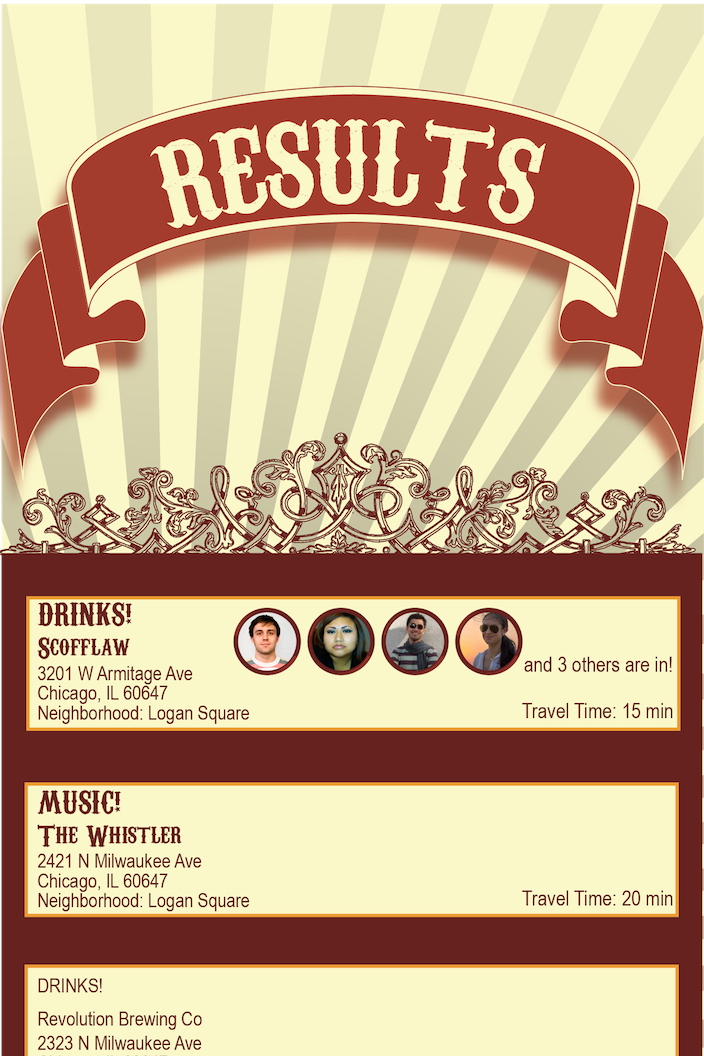 RESULTS
DRINKS!
SCOFFLAW
3201 W Armitage Ave
Chicago, IL 60647
Neighborhood: Logan Square
and 3 others are in!
Travel Time: 15 min
MUSIC!
THE WHISTLER
2421 N Milwaukee Ave
Chicago, IL 60647
Neighborhood: Logan Square
Travel Time: 20 min
DRINKS!
Revolution Brewing Co
2323 N Milwaukee Ave